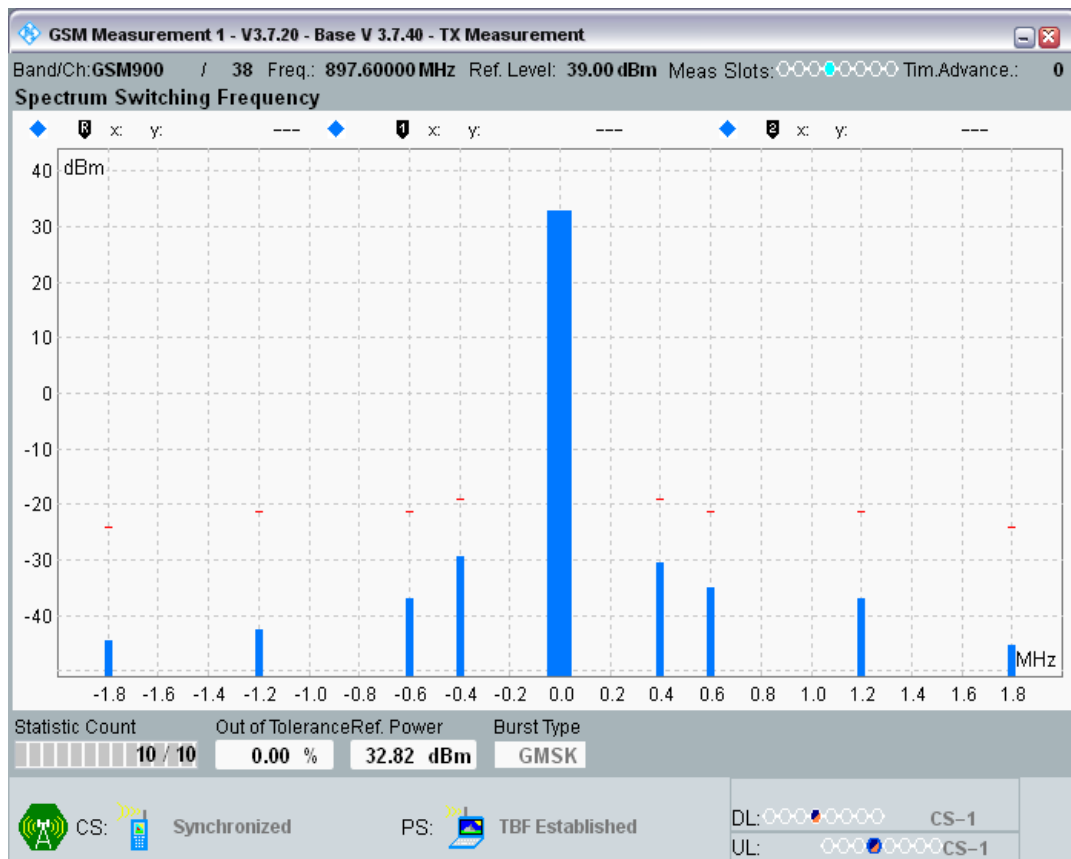 GSM Measurement 1 - V3.7.20 - Base V 3.7.40 - TX Measurement
Band/Ch:GSM900 / 38 Freq.: 897.60000 MHz Ref. Level: 39.00 dBm Meas Slots: Tim.Advance.: 0
Spectrum Switching Frequency
R x: y: --- 1 x: y: --- 2 x: y: ---
dBm
40
30
20
10
0
-10
-20
-30
-40
MHz
-1.8 -1.6 -1.4 -1.2 -1.0 -0.8 -0.6 -0.4 -0.2 0.0 0.2 0.4 0.6 0.8 1.0 1.2 1.4 1.6 1.8
Statistic Count Out of Tolerance Ref. Power Burst Type
10 / 10 0.00 % 32.82 dBm GMSK
CS: Synchronized PS: TBF Established
DL: CS-1
UL: CS-1